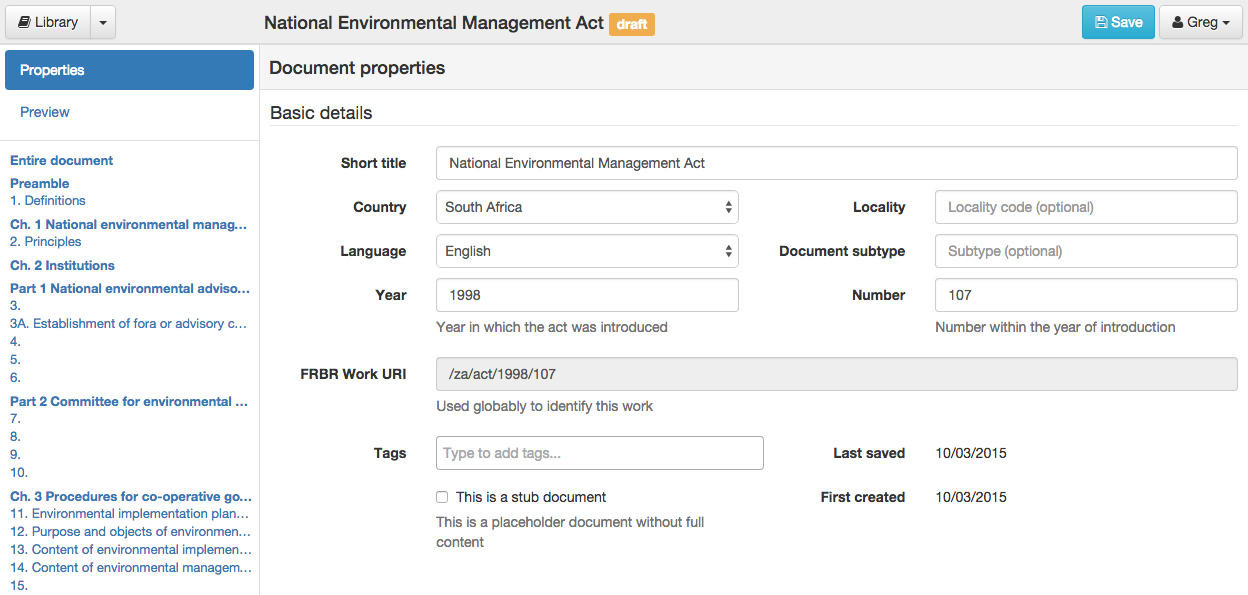 Library
National Environmental Management Act draft
Save
Greg
Properties
Preview
Entire document
Preamble
1. Definitions
Ch. 1 National environmental manag...
2. Principles
Ch. 2 Institutions
Part 1 National environmental adviso...
3.
3A. Establishment of fora or advisory c...
4.
5.
6.
Part 2 Committee for environmental ...
7.
8.
9.
10.
Ch. 3 Procedures for co-operative go...
11. Environmental implementation plan...
12. Purpose and objects of environmen...
13. Content of environmental implemen...
14. Content of environmental managem...
15.
Document properties
Basic details
Short title National Environmental Management Act
Country South Africa Locality Locality code (optional)
Language English Document subtype Subtype (optional)
Year 1998 Number 107
Year in which the act was introduced Number within the year of introduction
FRBR Work URI /za/act/1998/107
Used globably to identify this work
Tags Type to add tags... Last saved 10/03/2015
This is a stub document First created 10/03/2015
This is a placeholder document without full
content